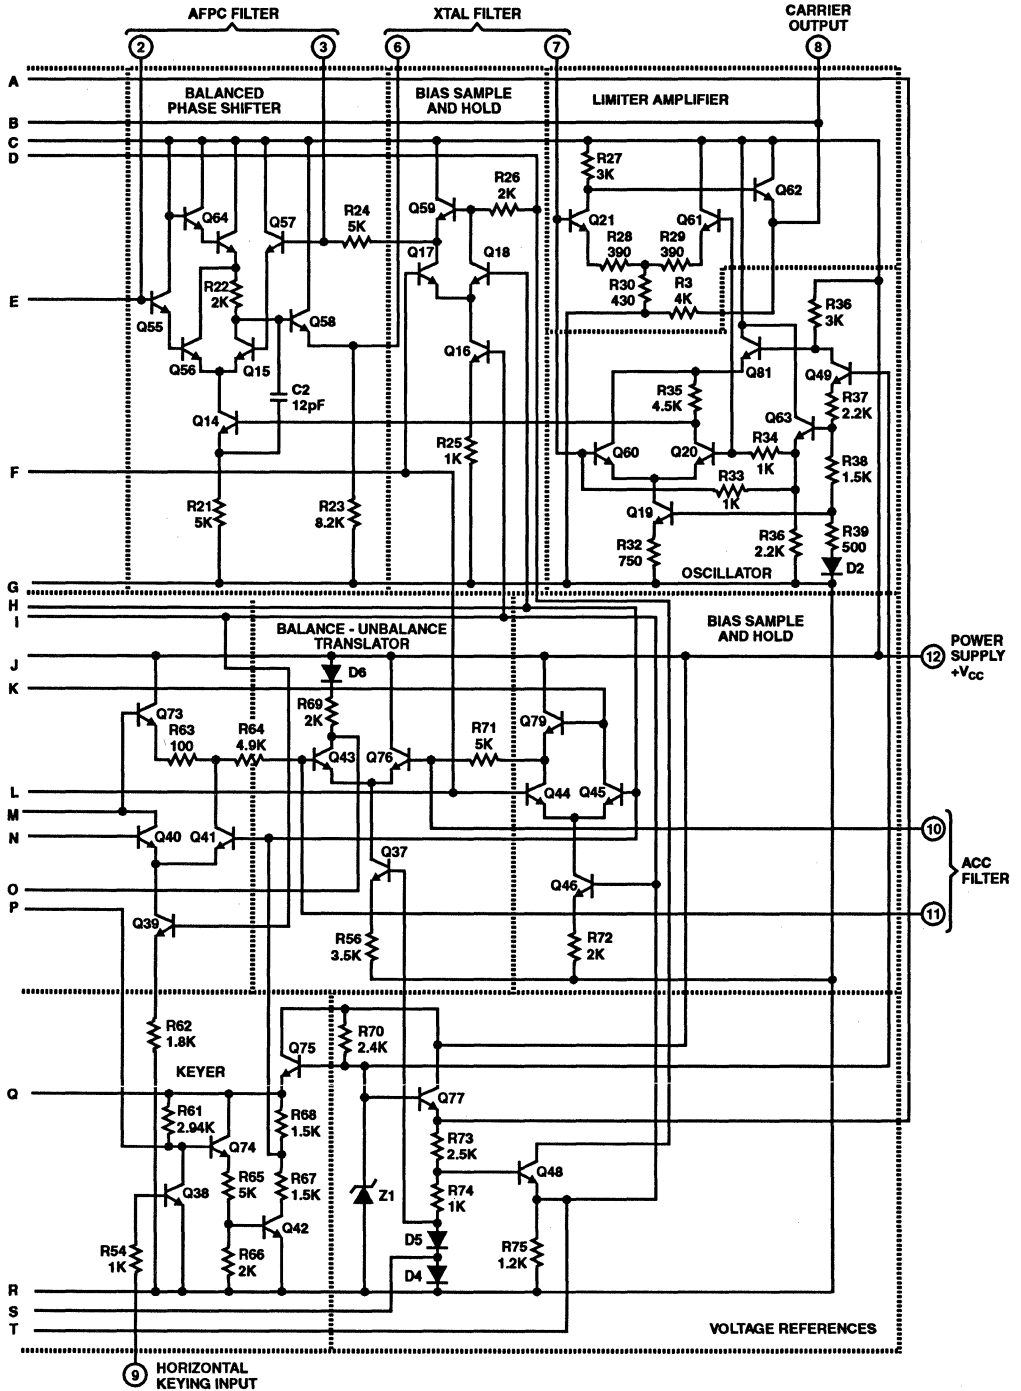 AFPC FILTER
XTAL FILTER
CARRIER
OUTPUT
2
3
6
7
8
A
BALANCED
PHASE SHIFTER
BIAS SAMPLE
AND HOLD
LIMITER AMPLIFIER
B
C
D
R27
3K
R26
2K
Q62
Q59
Q64
Q57
R24
5K
Q21
Q61
R28
390
R29
390
Q17
Q18
R22
2K
R30
430
R3
4K
E
R36
3K
Q55
Q58
Q56
Q15
Q16
Q81
Q49
C2
12pF
R35
4.5K
R37
2.2K
Q14
Q63
R25
1K
R34
1K
Q60
Q20
F
R33
1K
R38
1.5K
R21
5K
R23
8.2K
Q19
R32
750
R36
2.2K
R39
500
D2
OSCILLATOR
G
H
I
BALANCE - UNBALANCE
TRANSLATOR
BIAS SAMPLE
AND HOLD
J
12
POWER
SUPPLY
+VCC
D6
K
R69
2K
Q73
R63
100
R64
4.9K
R71
5K
Q79
Q43
Q76
L
Q44
Q45
M
N
Q40
Q41
10
Q37
ACC
FILTER
O
Q46
P
11
Q39
R56
3.5K
R72
2K
R62
1.8K
R70
2.4K
Q75
KEYER
Q
R61
2.94K
R68
1.5K
Q77
Q74
R73
2.5K
Q38
R65
5K
R67
1.5K
Z1
R74
1K
Q48
Q42
R54
1K
R66
2K
D5
D4
R75
1.2K
R
S
T
VOLTAGE REFERENCES
9
HORIZONTAL
KEYING INPUT